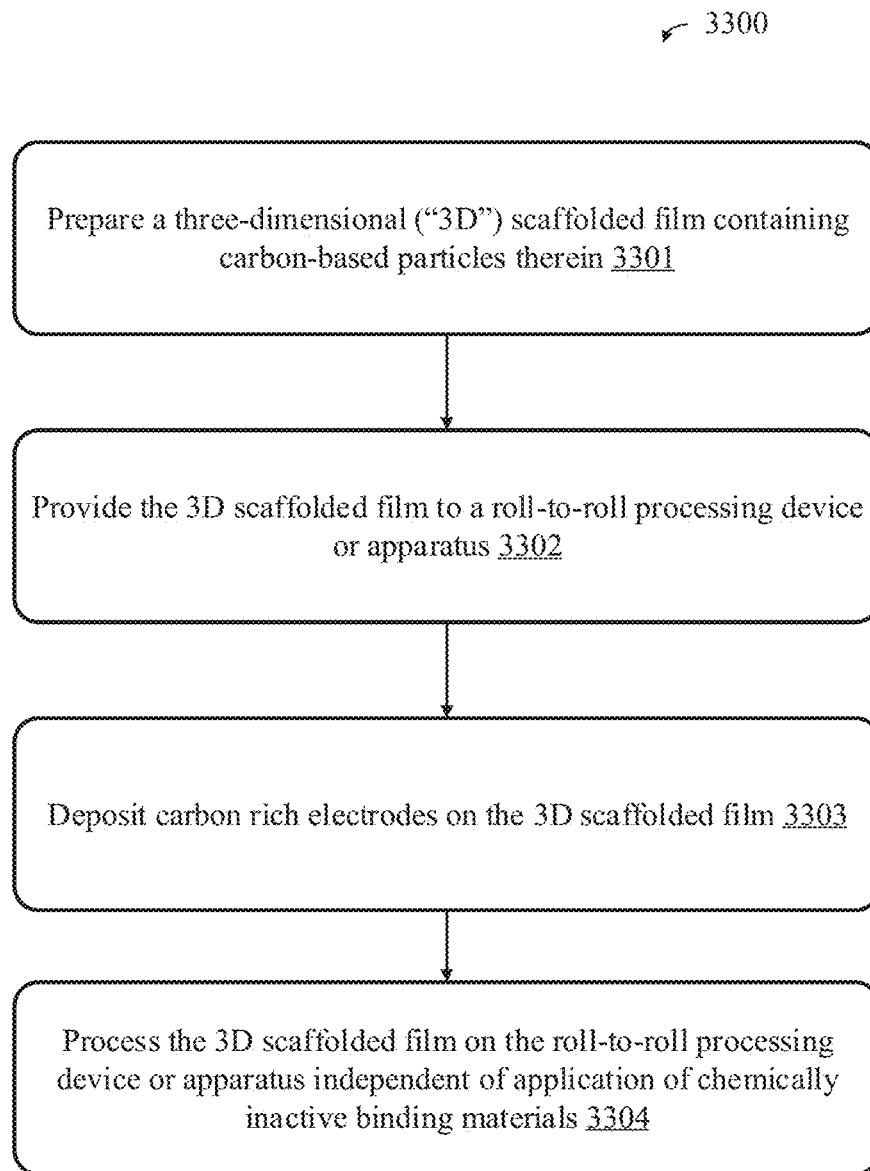 3300
Prepare a three-dimensional (“3D”) scaffolded film containing
carbon-based particles therein 3301
Provide the 3D scaffolded film to a roll-to-roll processing device
or apparatus 3302
Deposit carbon rich electrodes on the 3D scaffolded film 3303
Process the 3D scaffolded film on the roll-to-roll processing
device or apparatus independent of application of chemically
inactive binding materials 3304